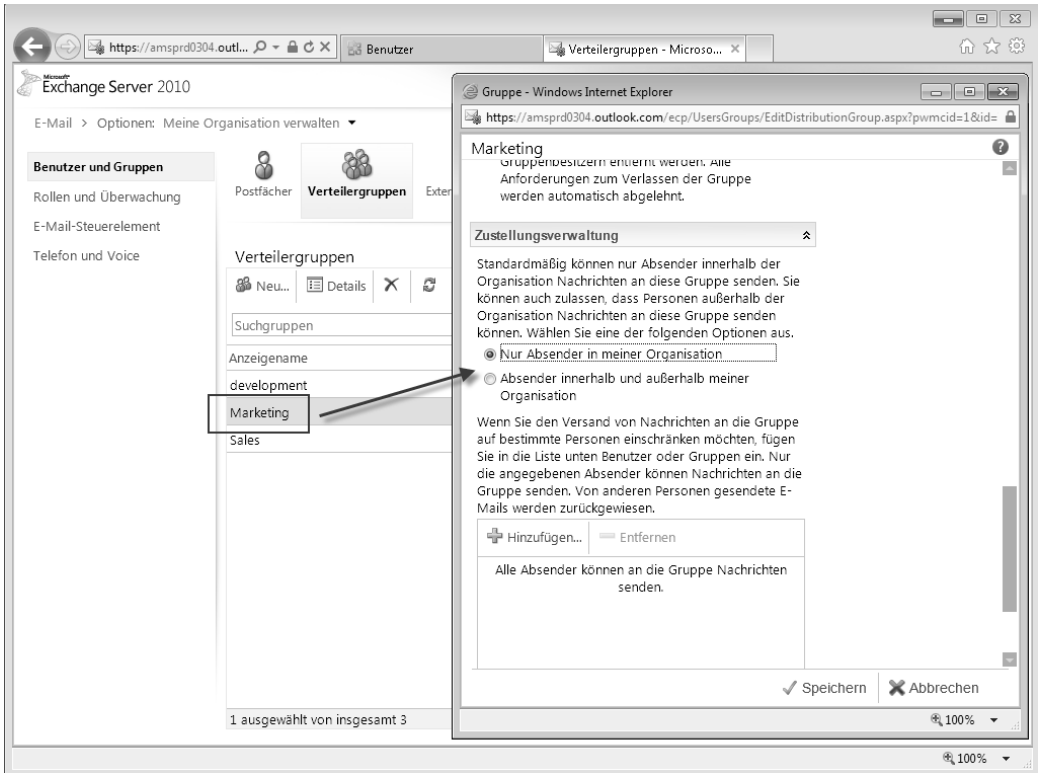 https://amsprd0304.outl...
Benutzer
Verteilergruppen - Microso...
Microsoft
Exchange Server 2010
E-Mail > Optionen: Meine Organisation verwalten
Benutzer und Gruppen
Rollen und Überwachung
E-Mail-Steuerelement
Telefon und Voice
Postfächer
Verteilergruppen
Exter
Verteilergruppen
Neu...
Details
Suchgruppen
Anzeigename
development
Marketing
Sales
1 ausgewählt von insgesamt 3
Gruppe - Windows Internet Explorer
https://amsprd0304.outlook.com/ecp/UsersGroups/EditDistributionGroup.aspx?pwmcid=1&id=
Marketing
Gruppenbesitzern entfernt werden. Alle
Anforderungen zum Verlassen der Gruppe
werden automatisch abgelehnt.
Zustellungsverwaltung
Standardmäßig können nur Absender innerhalb der
Organisation Nachrichten an diese Gruppe senden. Sie
können auch zulassen, dass Personen außerhalb der
Organisation Nachrichten an diese Gruppe senden
können. Wählen Sie eine der folgenden Optionen aus.
Nur Absender in meiner Organisation
Absender innerhalb und außerhalb meiner
Organisation
Wenn Sie den Versand von Nachrichten an die Gruppe
auf bestimmte Personen einschränken möchten, fügen
Sie in die Liste unten Benutzer oder Gruppen ein. Nur
die angegebenen Absender können Nachrichten an die
Gruppe senden. Von anderen Personen gesendete E-
Mails werden zurückgewiesen.
Hinzufügen...
Entfernen
Alle Absender können an die Gruppe Nachrichten
senden.
Speichern
Abbrechen
100%
100%